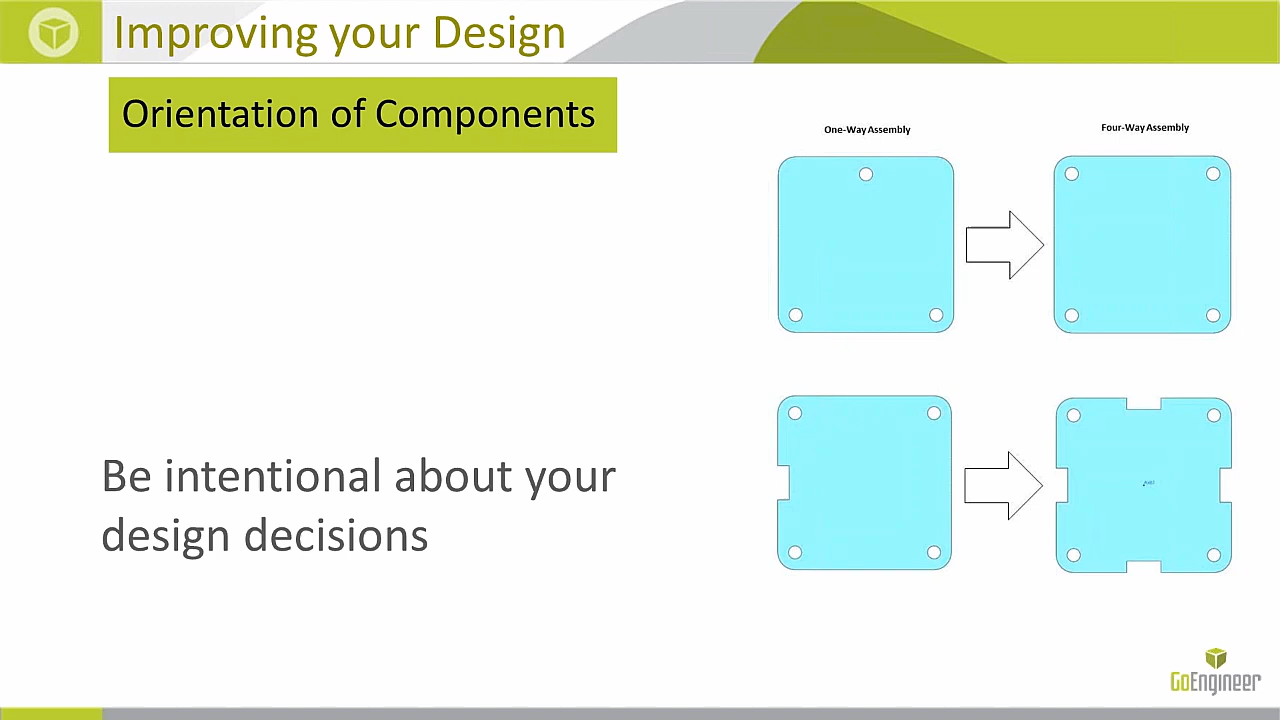 Improving your Design
Orientation of Components
One-Way Assembly
Four-Way Assembly
Be intentional about your
design decisions
GoEngineer